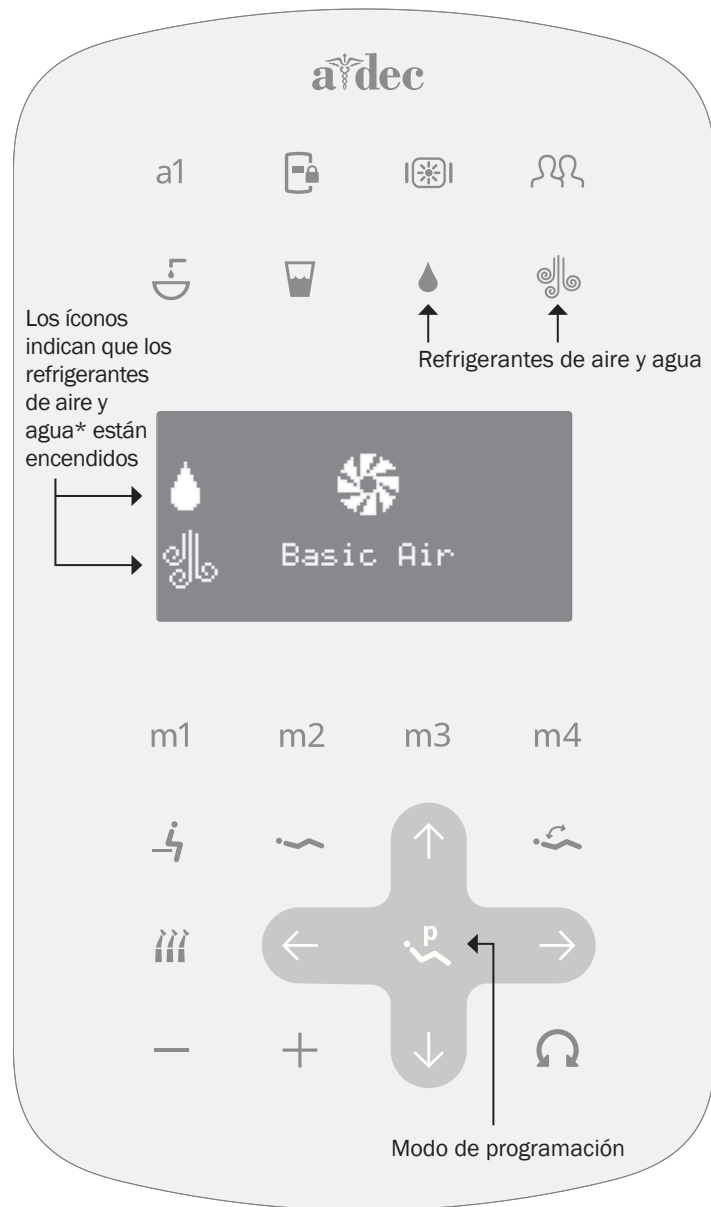 a dec
a1
Los íconos
indican que los
refrigerantes
de aire y
agua* están
encendidos
Refrigerantes de aire y agua
Basic Air
m1 m2 m3 m4
p
Modo de programación